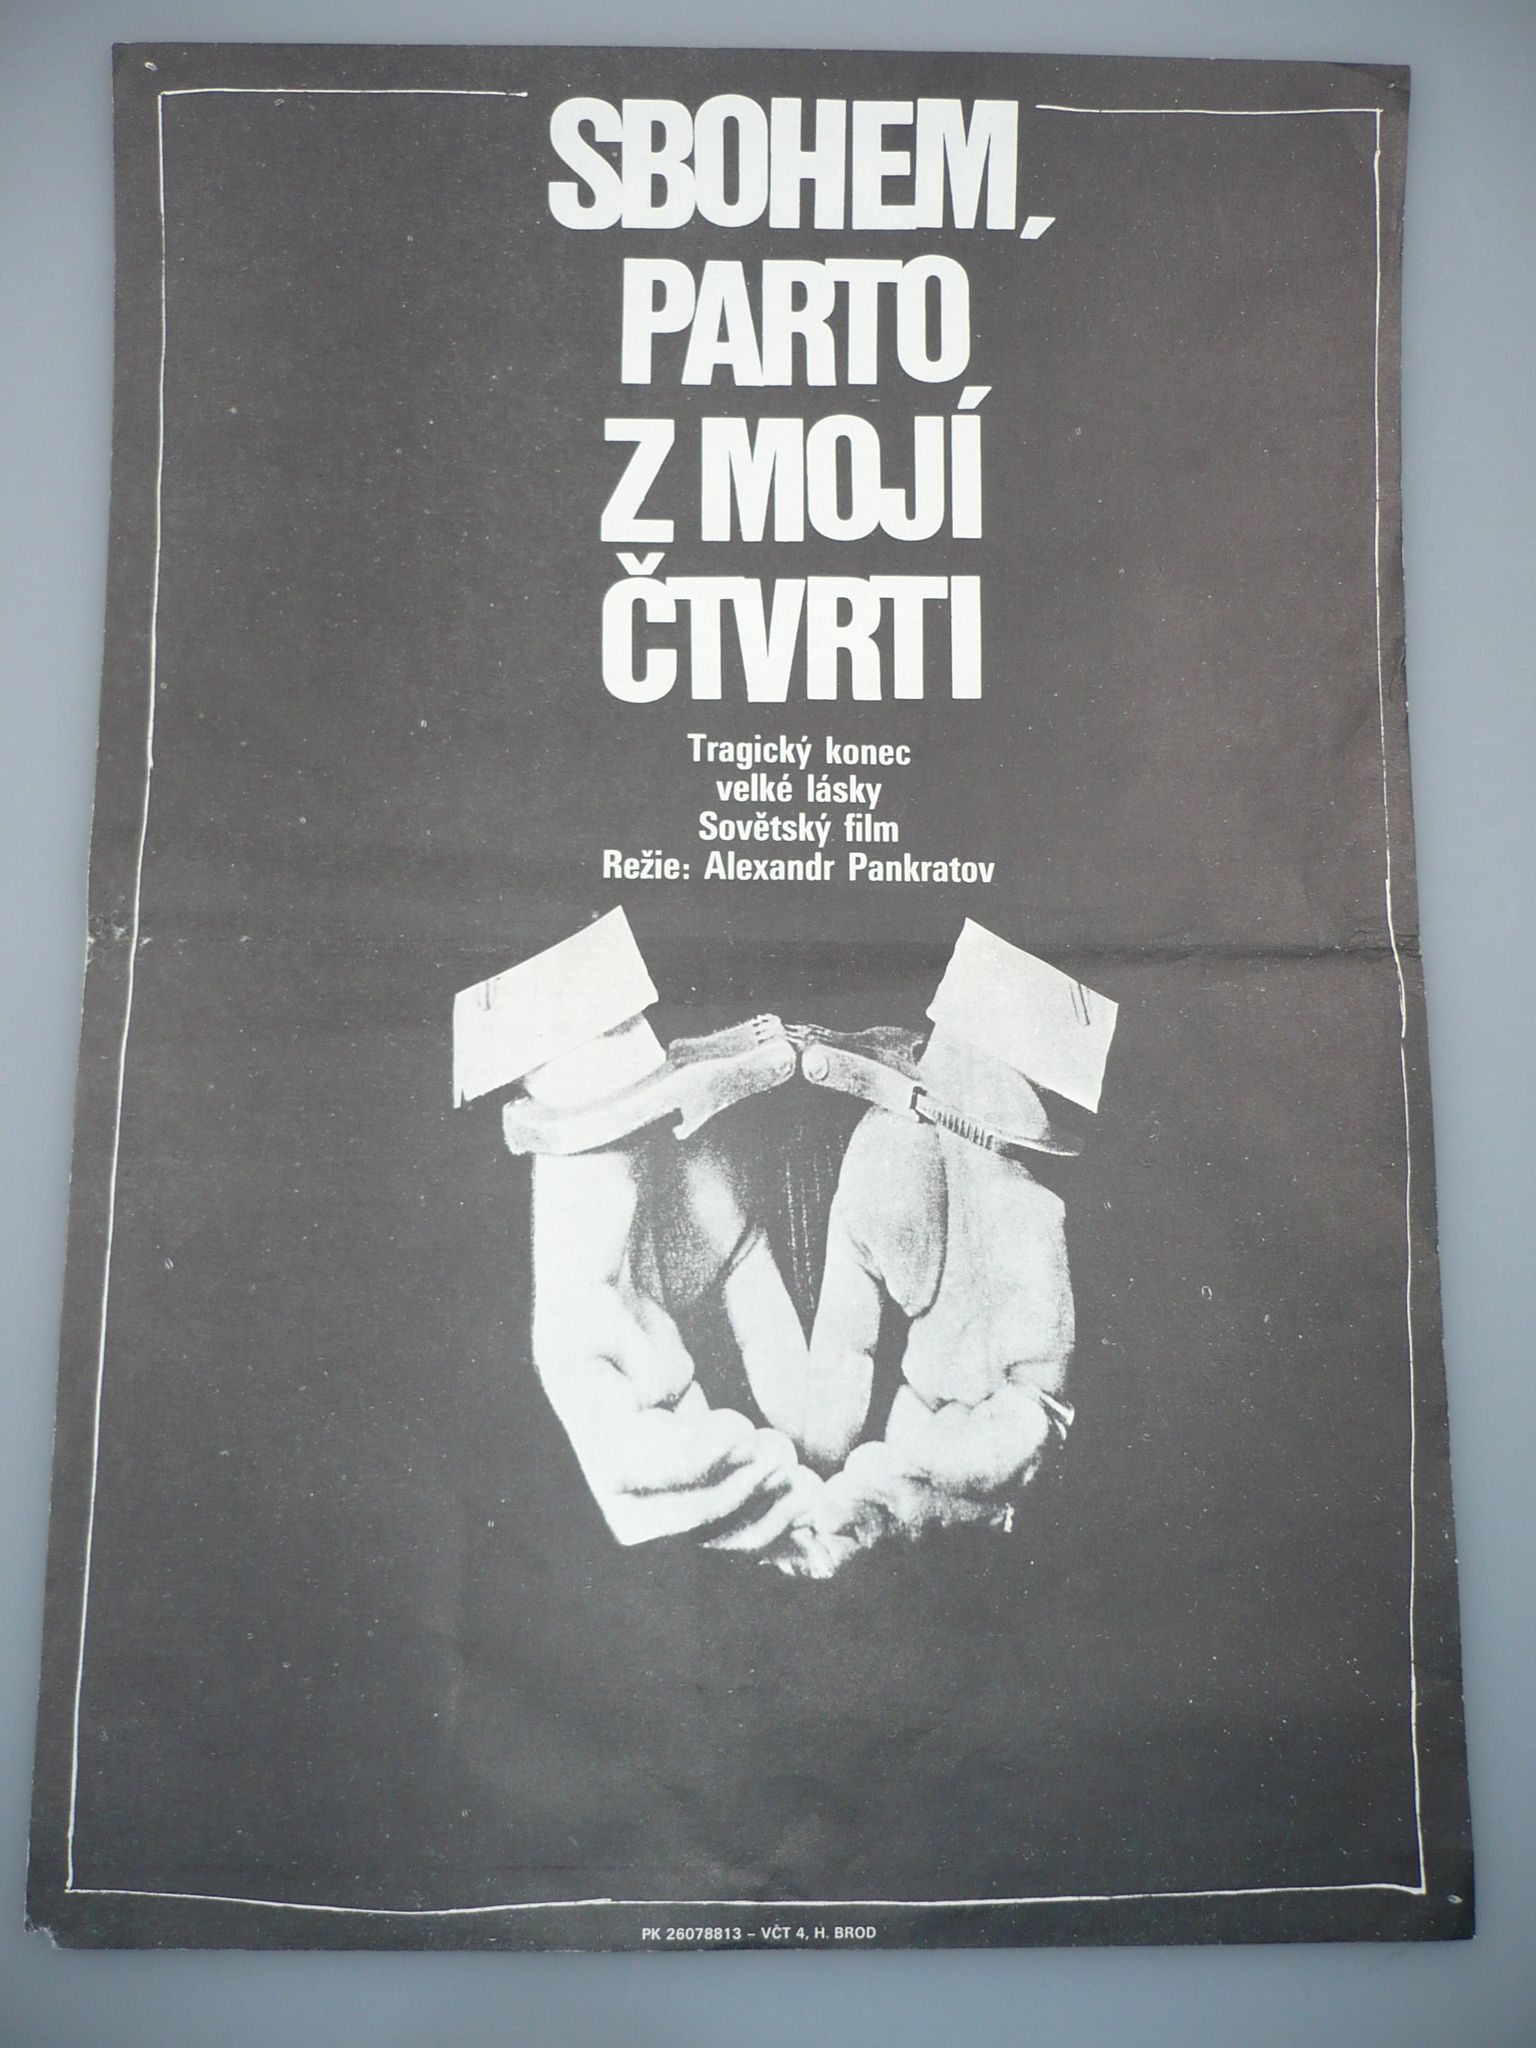 SBOHEM,
PARTO
Z MOJÍ
ČTVRTI
Tragický konec
velké lásky
Sovětský film
Režie: Alexandr Pankratov
PK 26078813 – VČT 4, H. BROD